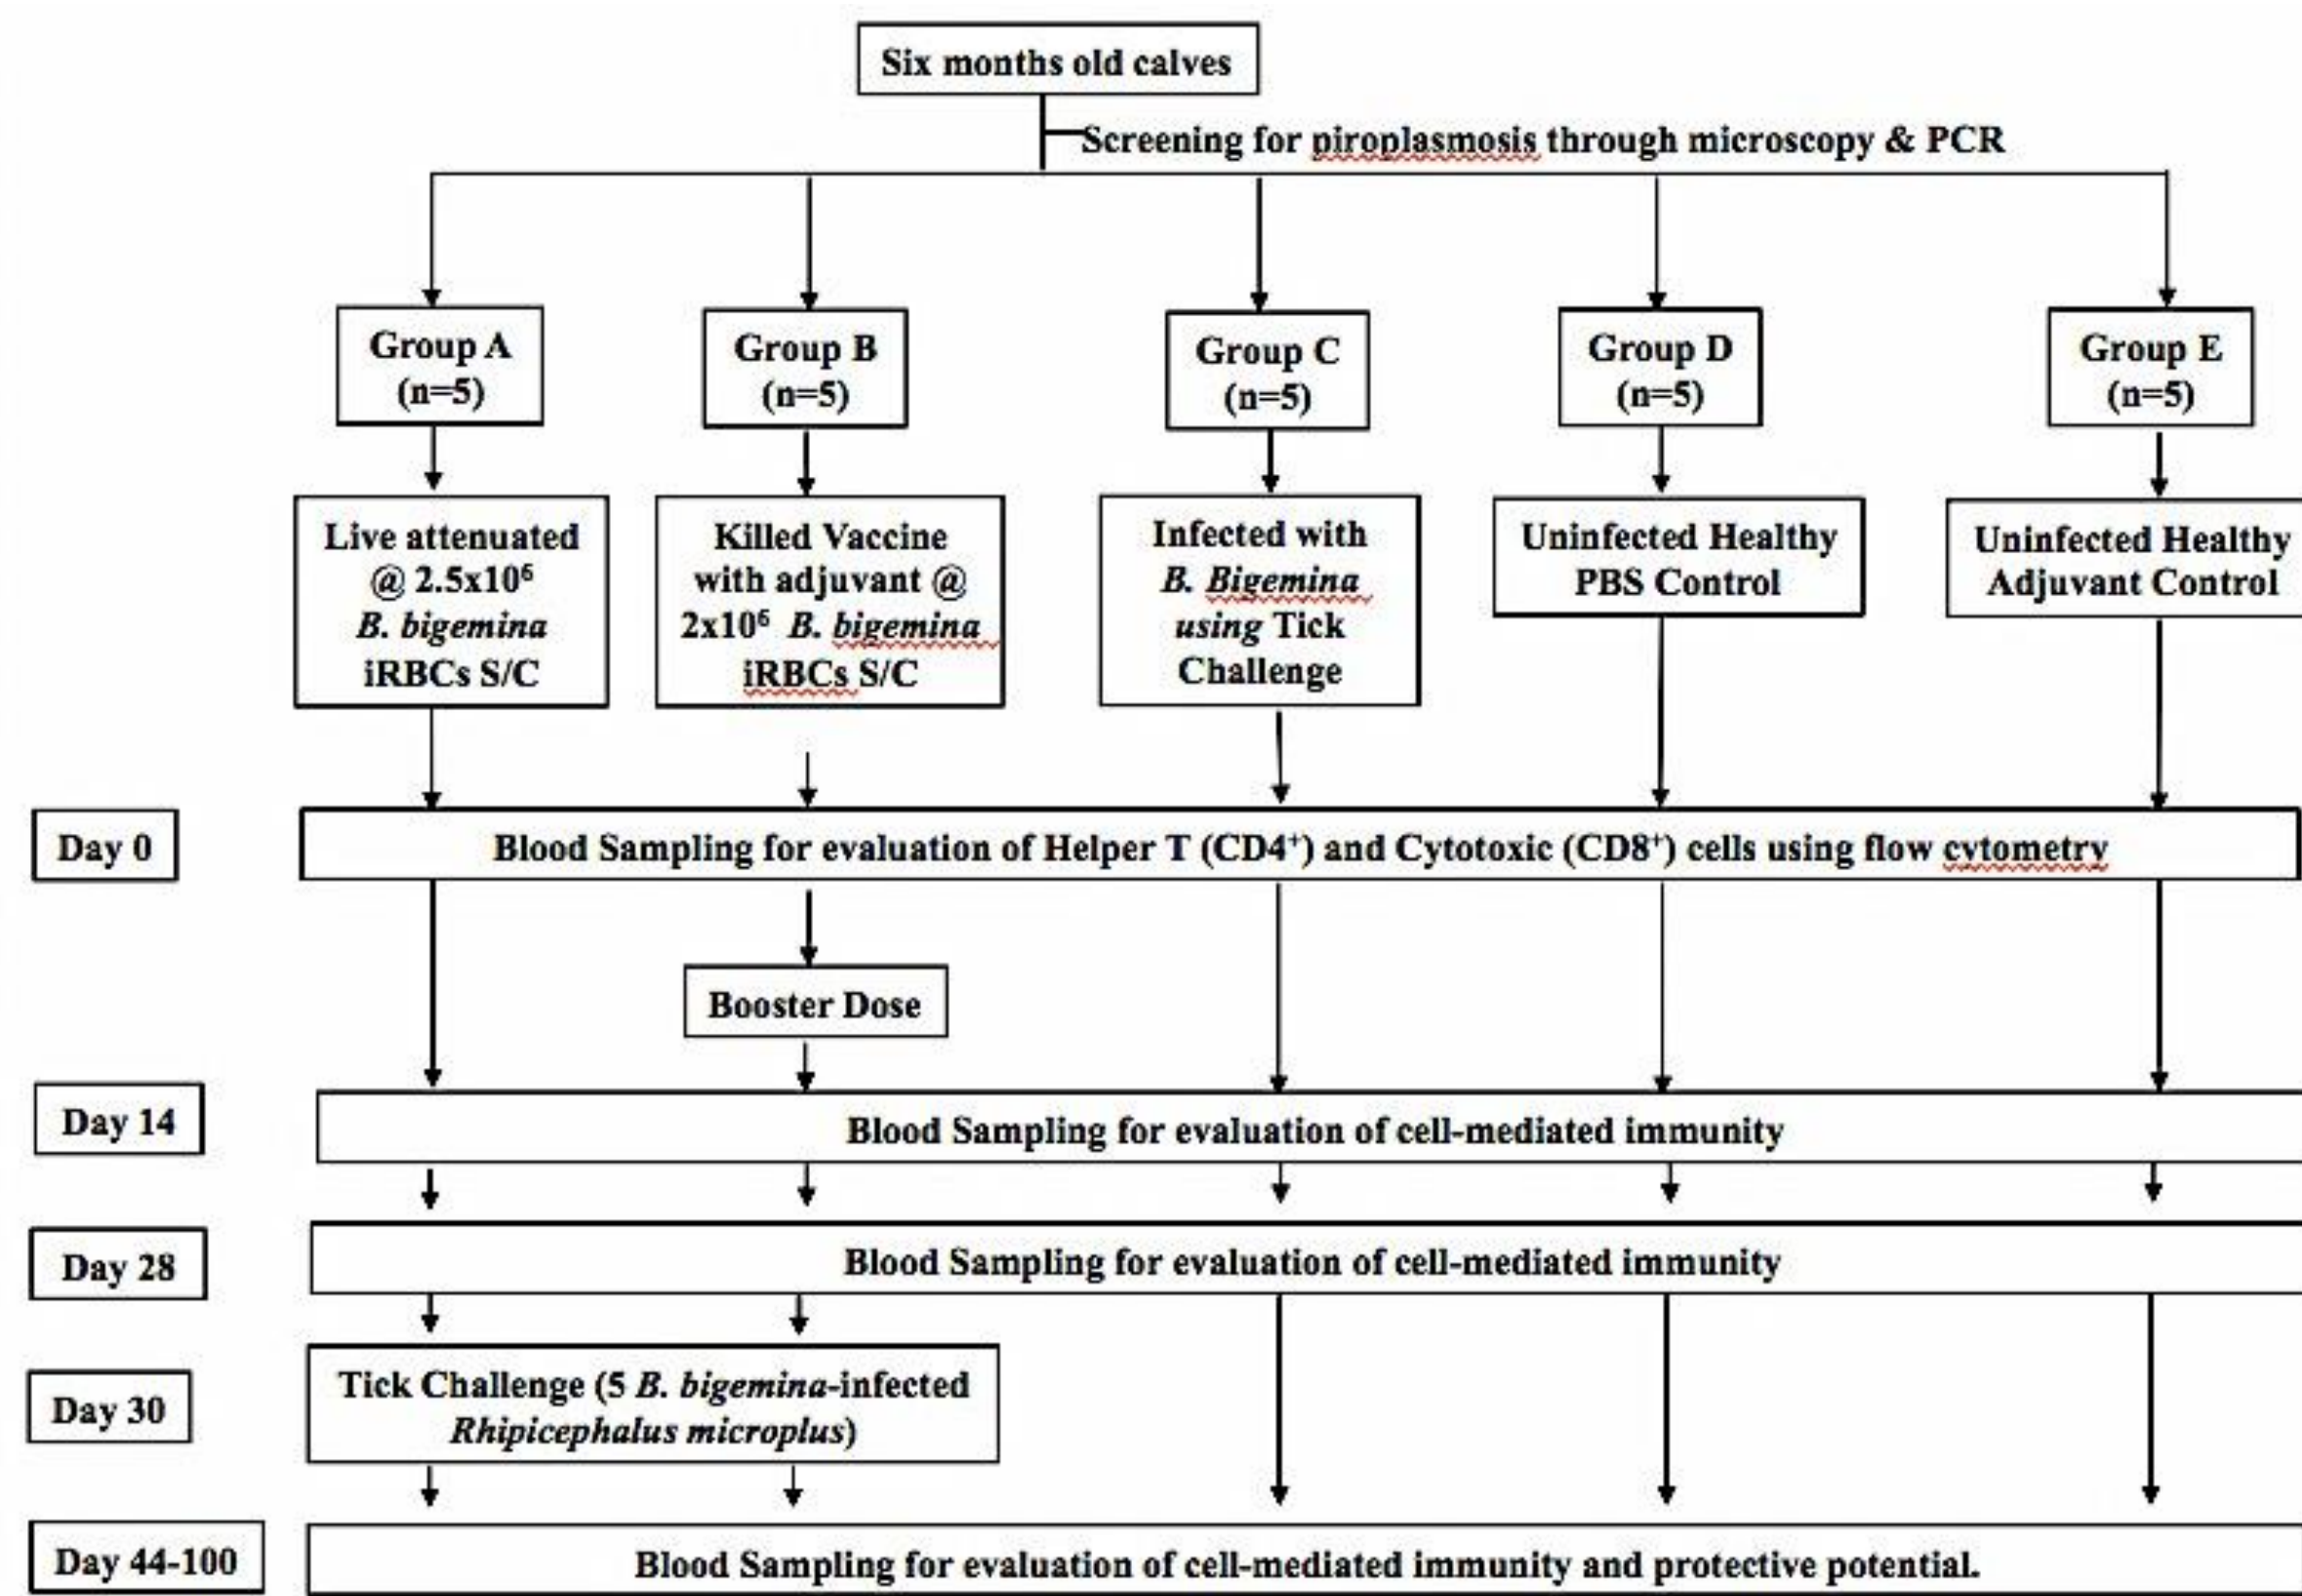 Six months old calves
Screening for piroplasmosis through microscopy & PCR
Group A
(n=5)
Group B
(n=5)
Group C
(n=5)
Group D
(n=5)
Group E
(n=5)
Live attenuated
@ 2.5x10⁶
B. bigemina
iRBCs S/C
Killed Vaccine
with adjuvant @
2x10⁶ B. bigemina
iRBCs S/C
Infected with
B. Bigemina
using Tick
Challenge
Uninfected Healthy
PBS Control
Uninfected Healthy
Adjuvant Control
Day 0
Blood Sampling for evaluation of Helper T (CD4⁺) and Cytotoxic (CD8⁺) cells using flow cytometry
Booster Dose
Day 14
Blood Sampling for evaluation of cell-mediated immunity
Day 28
Blood Sampling for evaluation of cell-mediated immunity
Day 30
Tick Challenge (5 B. bigemina-infected
Rhipicephalus microplus)
Day 44-100
Blood Sampling for evaluation of cell-mediated immunity and protective potential.